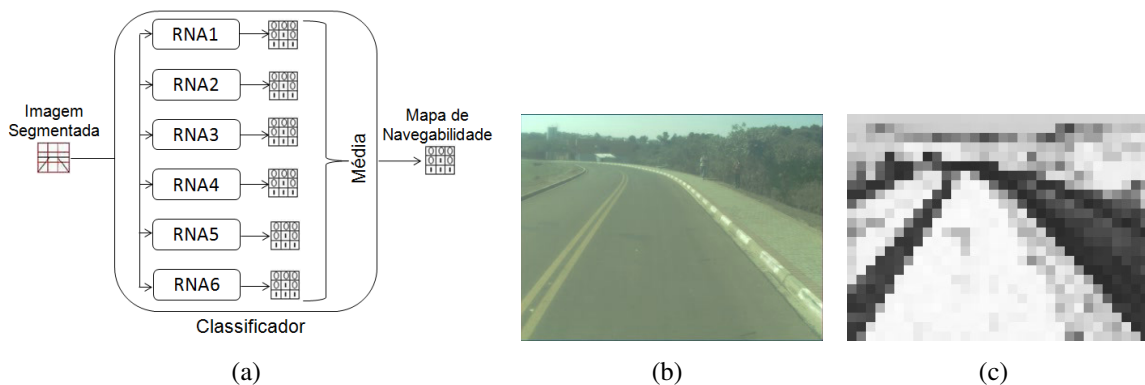 Imagem
Segmentada
RNA1
RNA2
RNA3
RNA4
RNA5
RNA6
Média
Mapa de
Navegabilidade
Classificador
(a)
(b)
(c)